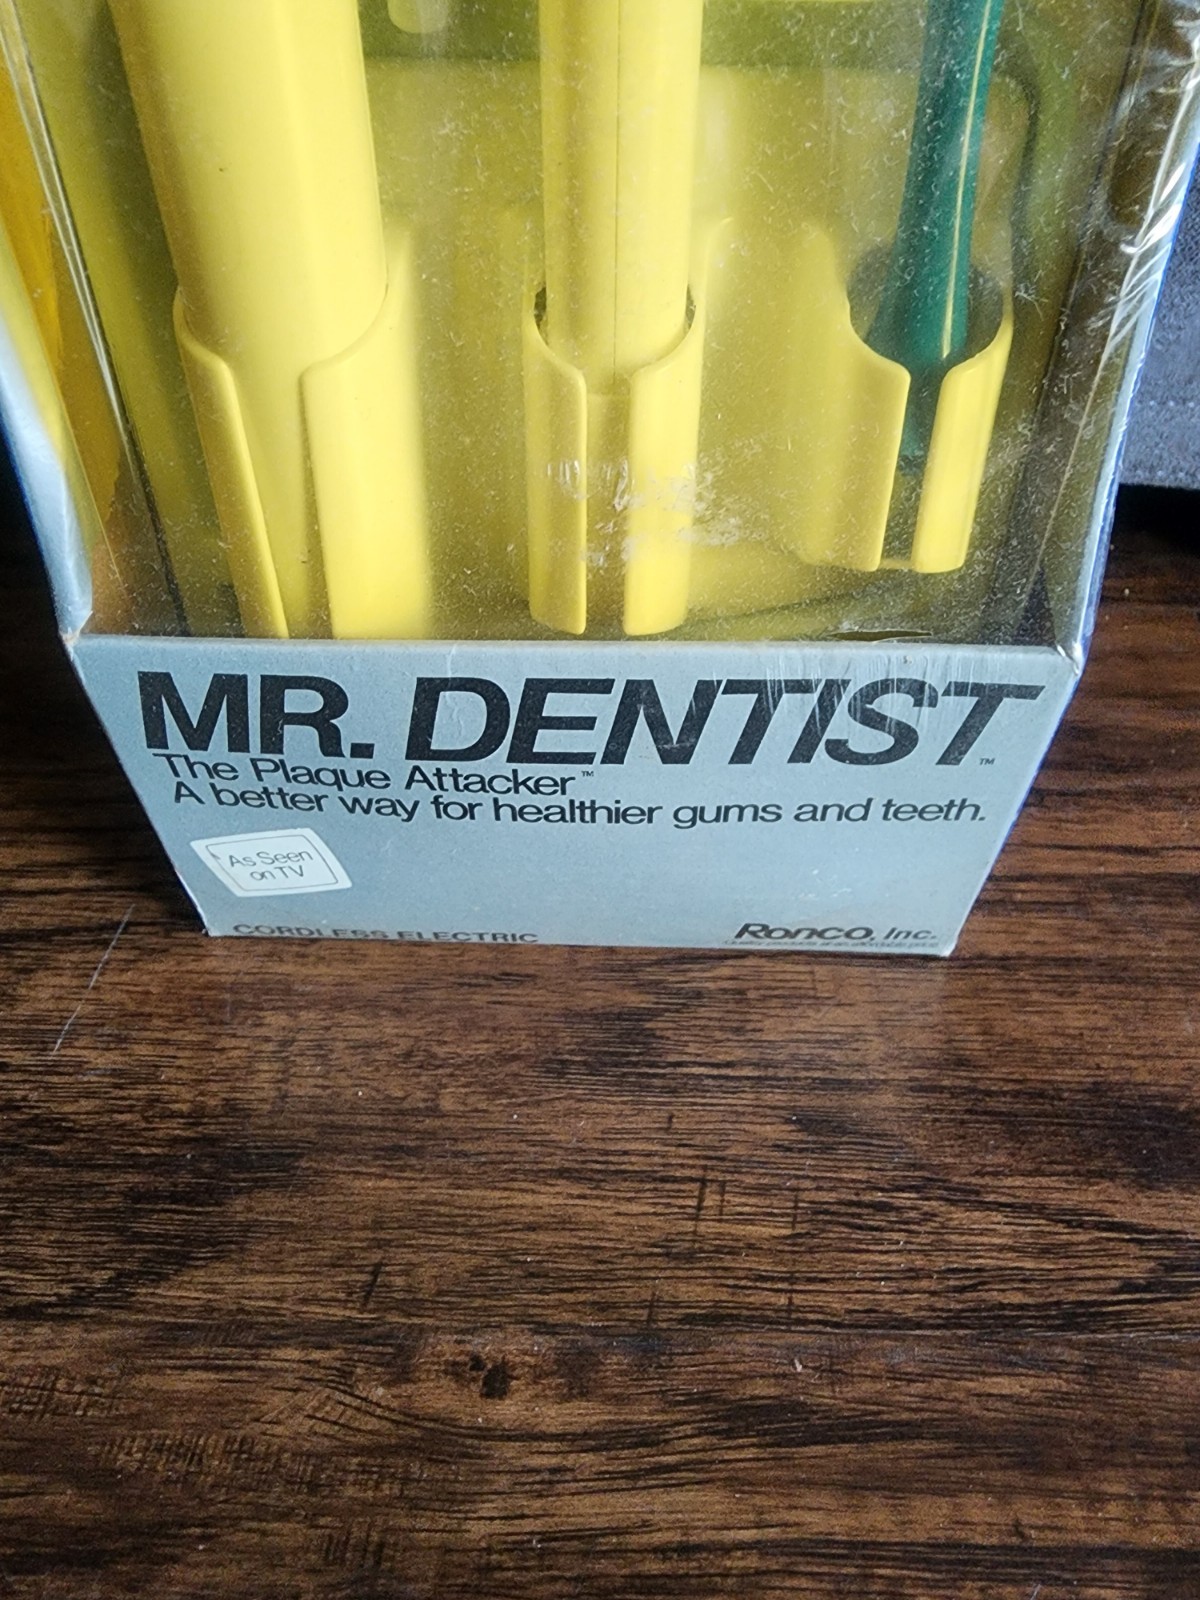 MR. DENTIST™
The Plaque Attacker™
A better way for healthier gums and teeth.
As Seen
on TV
CORDLESS ELECTRIC
Ronco, Inc.